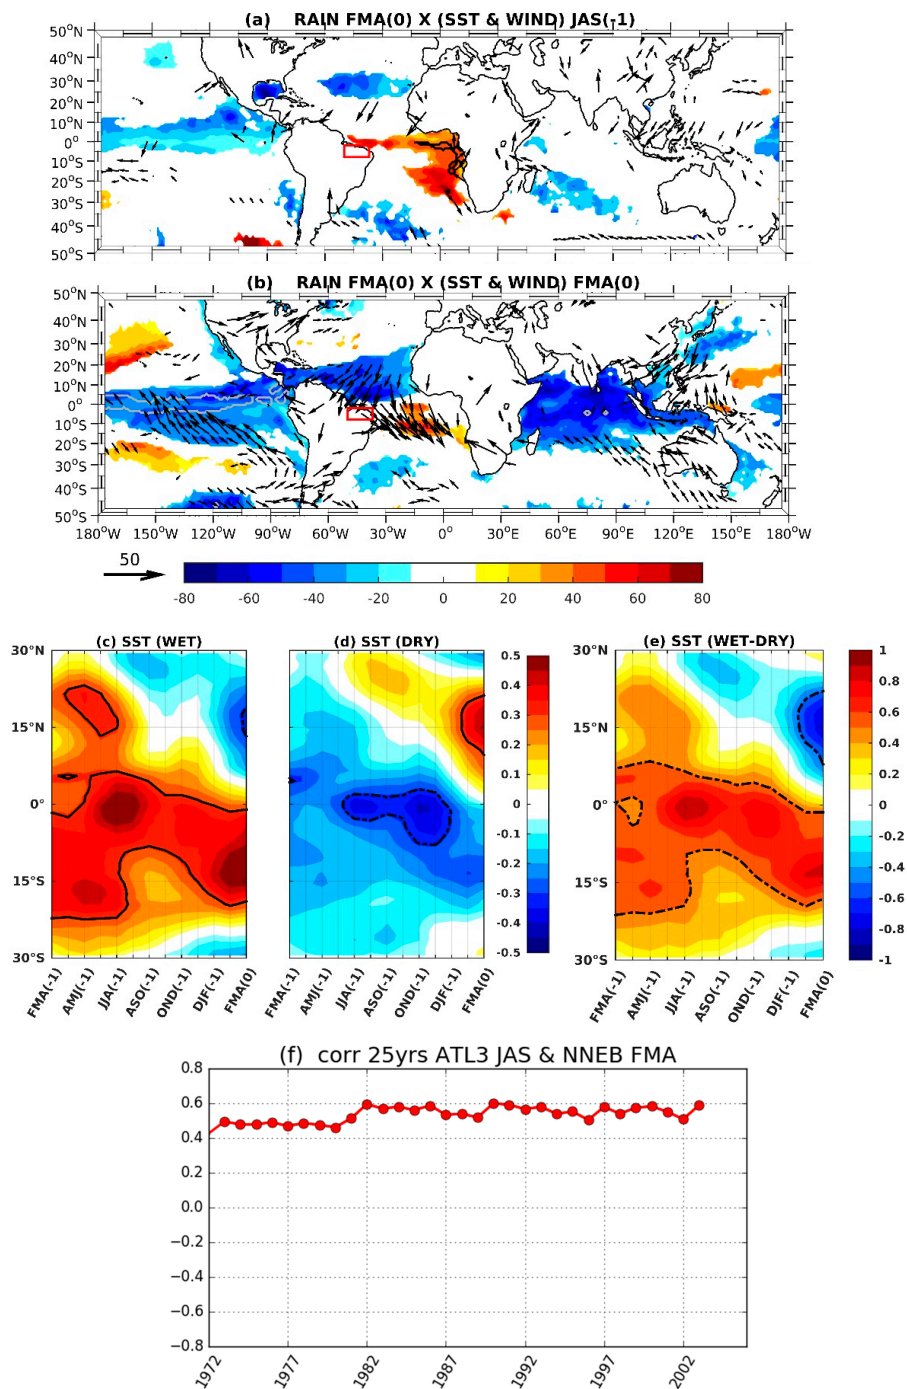 (a) RAIN FMA(0) X (SST & WIND) JAS(-1)
50°N
40°N
30°N
20°N
10°N
0°
10°S
20°S
30°S
40°S
50°S
(b) RAIN FMA(0) X (SST & WIND) FMA(0)
50°N
40°N
30°N
20°N
10°N
0°
10°S
20°S
30°S
40°S
50°S
180°W 150°W 120°W 90°W 60°W 30°W 0° 30°E 60°E 90°E 120°E 150°E 180°W
50
-80 -60 -40 -20 0 20 40 60 80
(c) SST (WET) (d) SST (DRY) (e) SST (WET-DRY)
30°N
15°N
0°
15°S
30°S
FMA(-1) AMJ(-1) JJA(-1) ASO(-1) OND(-1) DJF(-1) FMA(0)
FMA(-1) AMJ(-1) JJA(-1) ASO(-1) OND(-1) DJF(-1) FMA(0)
0.5
0.4
0.3
0.2
0.1
0
-0.1
-0.2
-0.3
-0.4
-0.5
30°N
15°N
0°
15°S
30°S
FMA(-1) AMJ(-1) JJA(-1) ASO(-1) OND(-1) DJF(-1) FMA(0)
1
0.8
0.6
0.4
0.2
0
-0.2
-0.4
-0.6
-0.8
-1
(f) corr 25yrs ATL3 JAS & NNEB FMA
0.8
0.6
0.4
0.2
0.0
−0.2
−0.4
−0.6
−0.8
1972 1977 1982 1987 1992 1997 2002